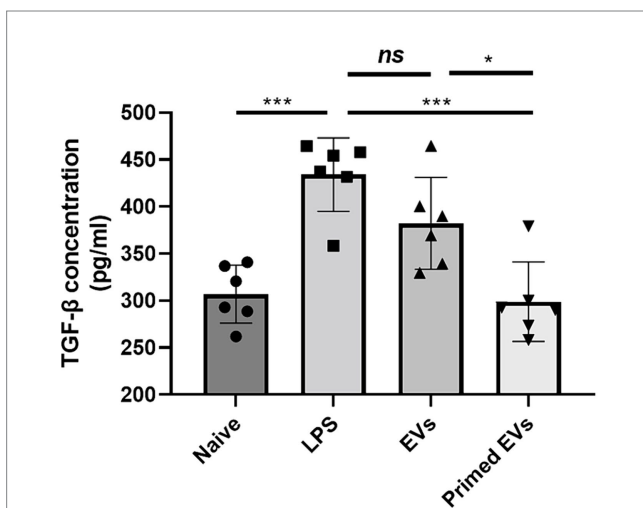 ns
*
***
***
TGF-β concentration
(pg/ml)
500
450
400
350
300
250
200
Naive
LPS
EVs
Primed EVs